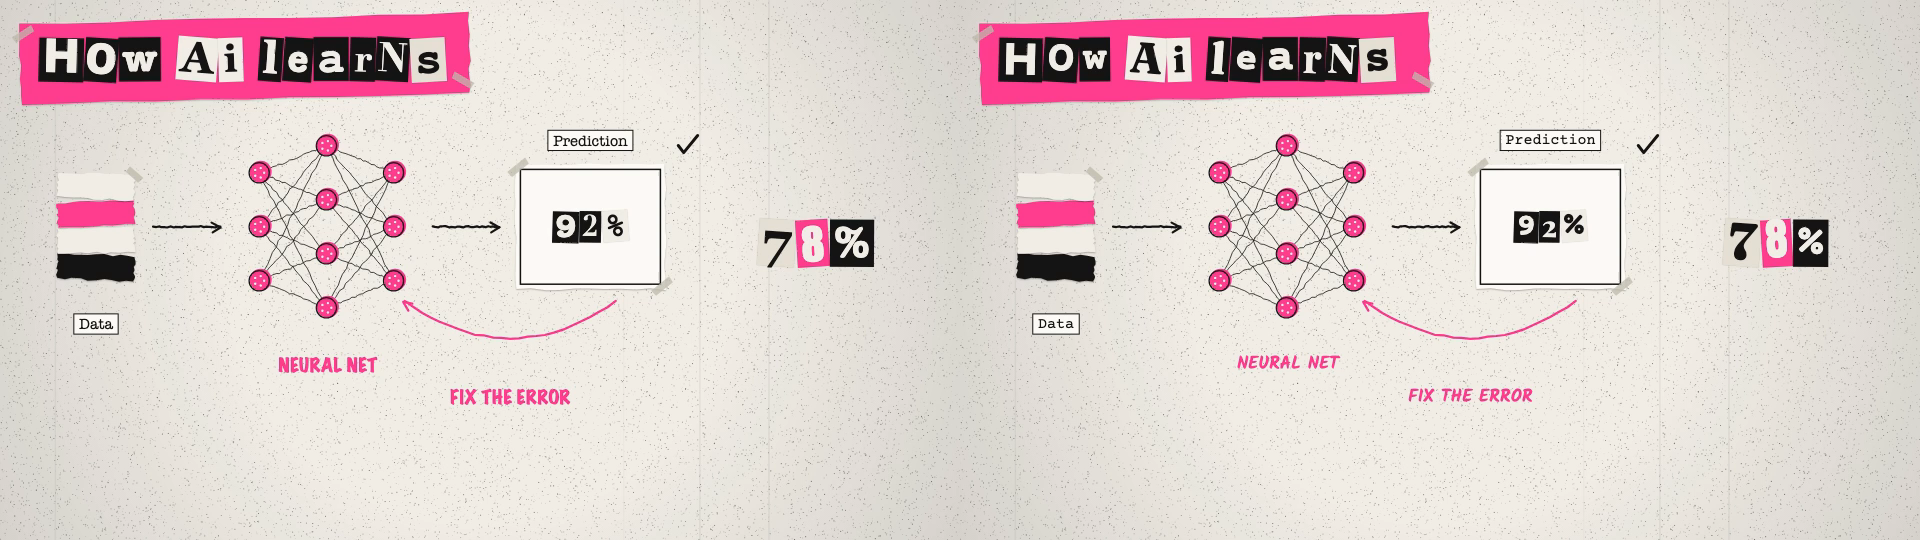 How Ai learNs
Prediction
92%
78%
Data
NEURAL NET
FIX THE ERROR
How Ai learNs
Prediction
92%
78%
Data
NEURAL NET
FIX THE ERROR